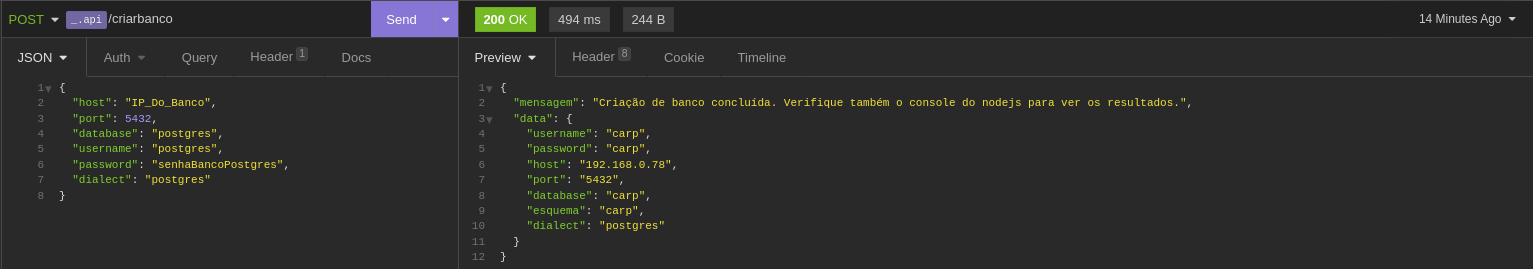 POST _.api /criarbanco Send 200 OK 494 ms 244 B 14 Minutes Ago
JSON Auth Query Header 1 Docs Preview Header 8 Cookie Timeline
1 {
2 "host": "IP_Do_Banco",
3 "port": 5432,
4 "database": "postgres",
5 "username": "postgres",
6 "password": "senhaBancoPostgres",
7 "dialect": "postgres"
8 }
1 {
2 "mensagem": "Criação de banco concluída. Verifique também o console do nodejs para ver os resultados.",
3 "data": {
4 "username": "carp",
5 "password": "carp",
6 "host": "192.168.0.78",
7 "port": "5432",
8 "database": "carp",
9 "esquema": "carp",
10 "dialect": "postgres"
11 }
12 }